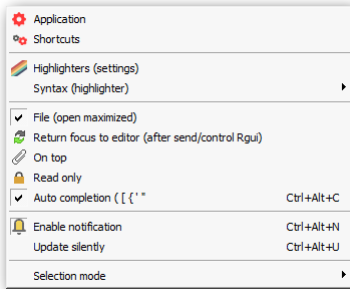 Application
Shortcuts
Highlighters (settings)
Syntax (highlighter)
File (open maximized)
Return focus to editor (after send/control Rgui)
On top
Read only
Auto completion ( [ { ' " Ctrl+Alt+C
Enable notification Ctrl+Alt+N
Update silently Ctrl+Alt+U
Selection mode